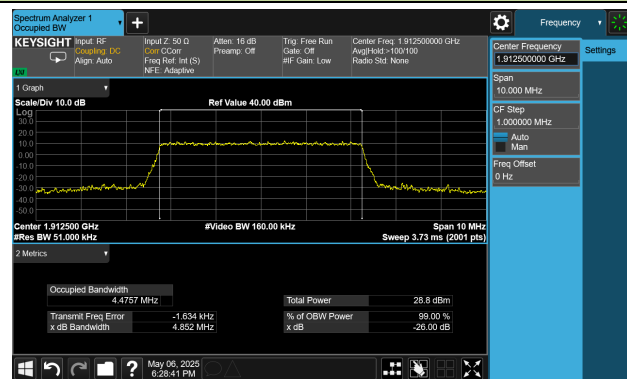 Spectrum Analyzer 1
Occupied BW
Frequency
KEYSIGHT
Input: RF
Coupling: DC
Align: Auto
Input Z: 50 Ω
Corr CCorr
Freq Ref: Int (S)
NFE: Adaptive
Atten: 16 dB
Preamp: Off
Trig: Free Run
Gate: Off
#IF Gain: Low
Center Freq: 1.912500000 GHz
Avg|Hold:>100/100
Radio Std: None
LXI
Center Frequency
1.912500000 GHz
Settings
Span
10.000 MHz
CF Step
1.000000 MHz
Auto
Man
Freq Offset
0 Hz
1 Graph
Scale/Div 10.0 dB
Ref Value 40.00 dBm
Log
30.0
20.0
10.0
0.00
-10.0
-20.0
-30.0
-40.0
-50.0
Center 1.912500 GHz
#Video BW 160.00 kHz
Span 10 MHz
#Res BW 51.000 kHz
Sweep 3.73 ms (2001 pts)
2 Metrics
Occupied Bandwidth
4.4757 MHz
Total Power 28.8 dBm
Transmit Freq Error -1.634 kHz
% of OBW Power 99.00 %
x dB Bandwidth 4.852 MHz
x dB -26.00 dB
May 06, 2025
6:28:41 PM